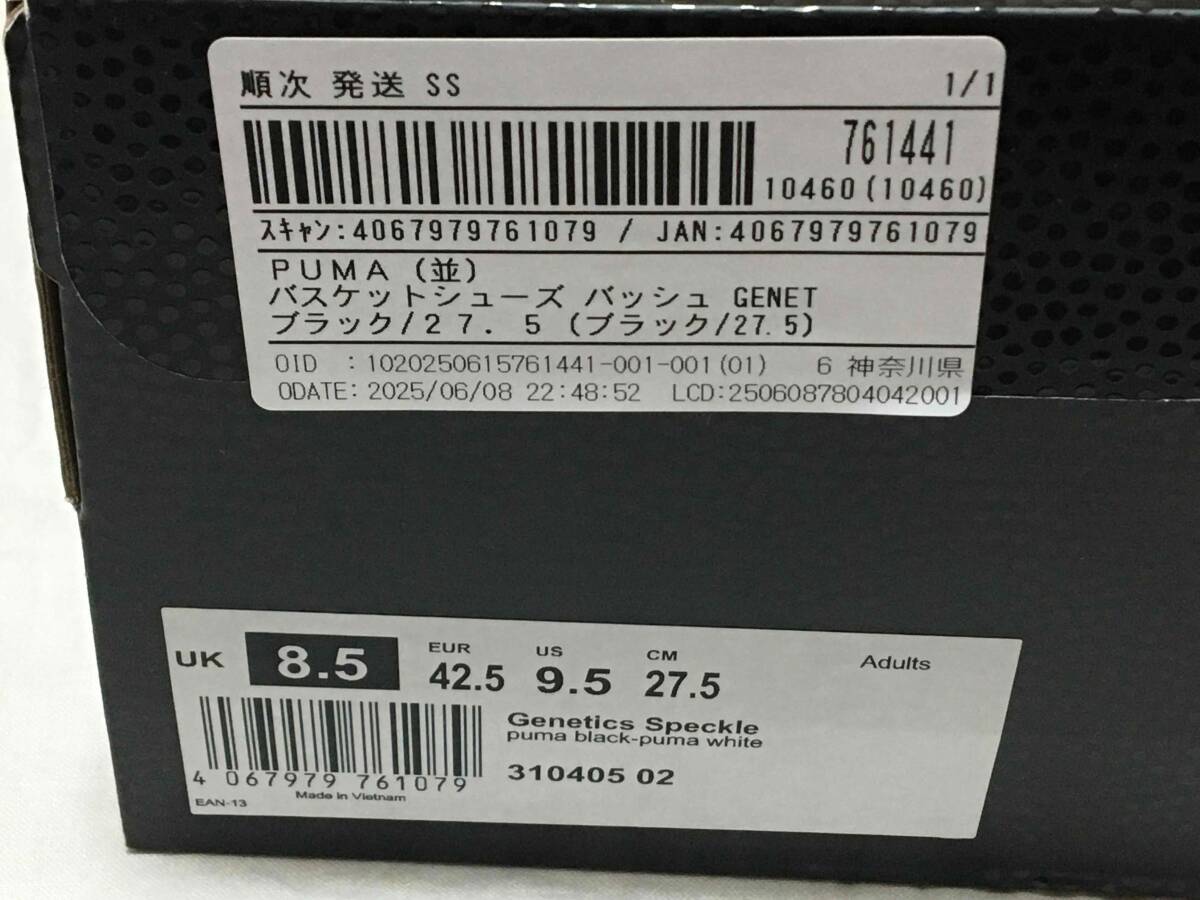 順次 発送 SS 1/1
761441
10460(10460)
ｽｷｬﾝ:4067979761079 / JAN:4067979761079
PUMA (並)
バスケットシューズ バッシュ GENET
ブラック/２７．５ (ブラック/27.5)
OID :1020250615761441-001-001(01) 6 神奈川県
ODATE:2025/06/08 22:48:52 LCD:2506087804042001
UK 8.5 EUR 42.5 US 9.5 CM 27.5 Adults
Genetics Speckle
puma black-puma white
310405 02
4 067979 761079
EAN-13 Made in Vietnam